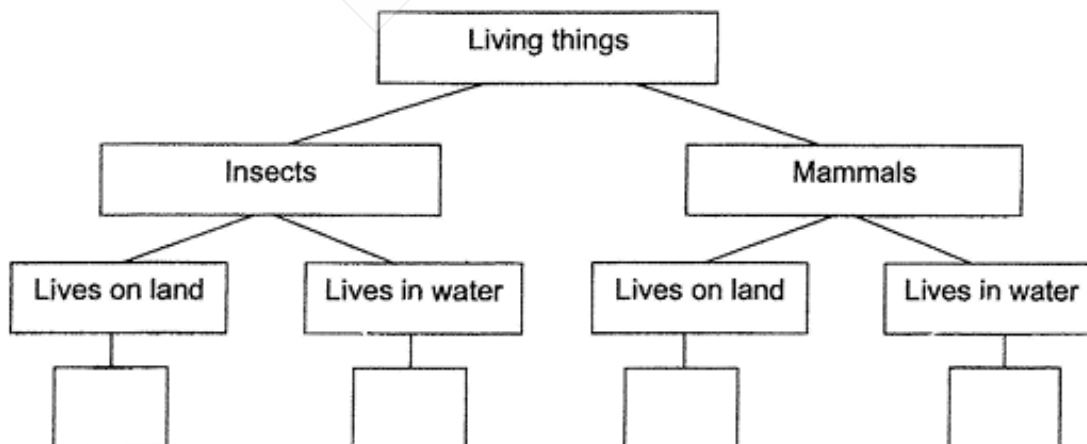 Living things
Insects
Mammals
Lives on land
Lives in water
Lives on land
Lives in water